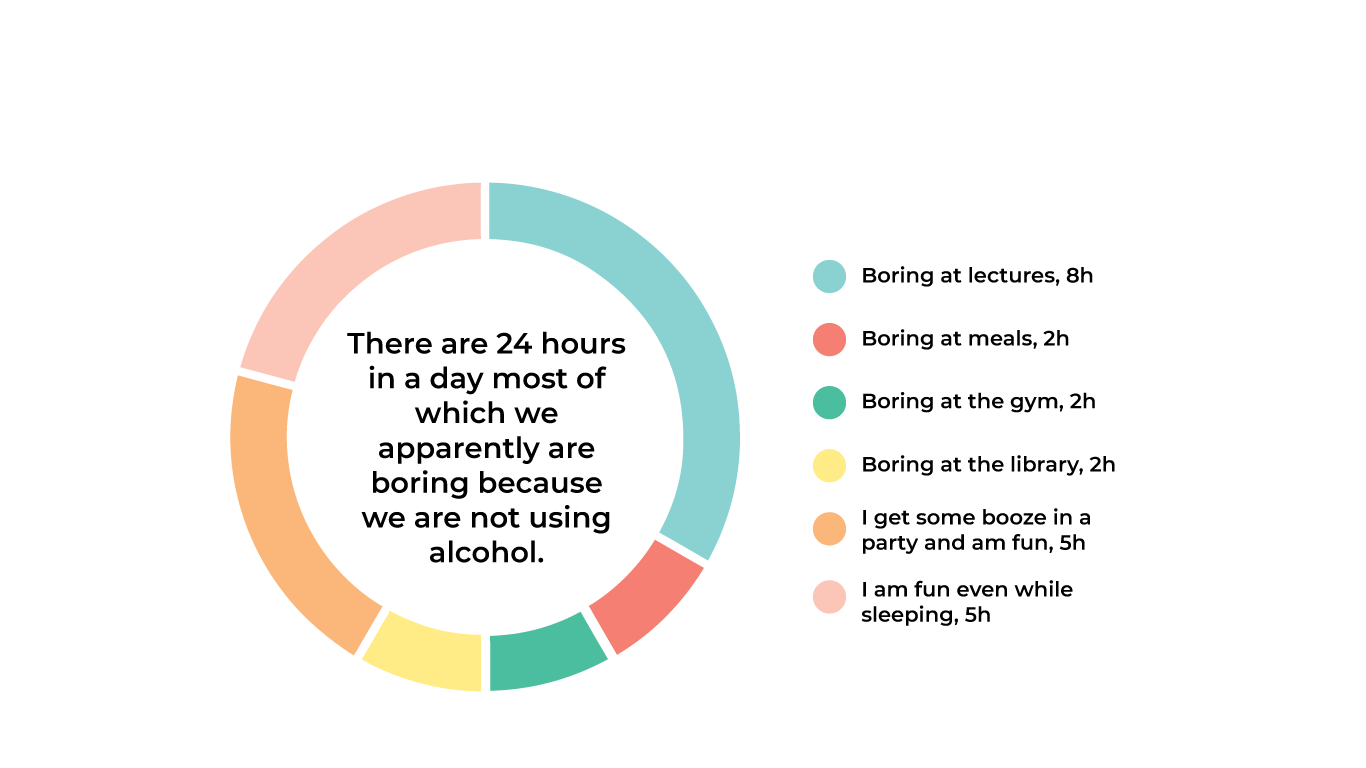 There are 24 hours
in a day most of
which we
apparently are
boring because
we are not using
alcohol.
Boring at lectures, 8h
Boring at meals, 2h
Boring at the gym, 2h
Boring at the library, 2h
I get some booze in a
party and am fun, 5h
I am fun even while
sleeping, 5h